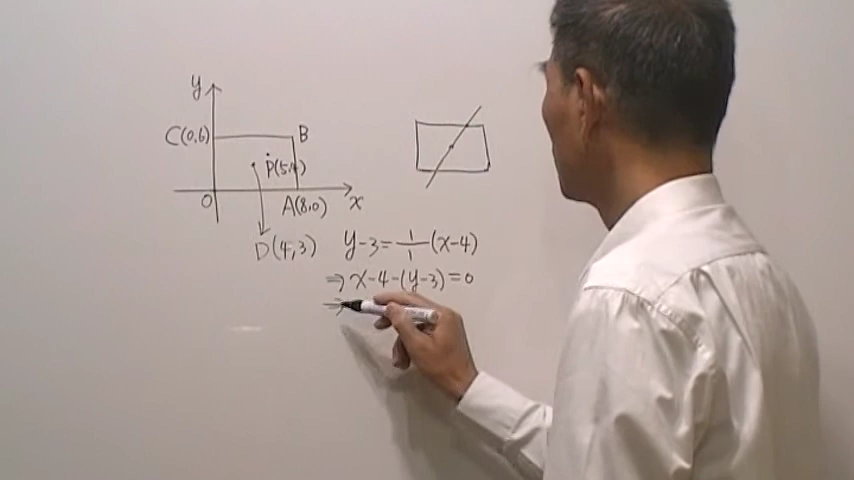 y
C(0,6)
B
P(5,4)
O
A(8,0)
x
D(4,3)
y-3=1/1(x-4)
⇒ x-4-(y-3)=0
⇒